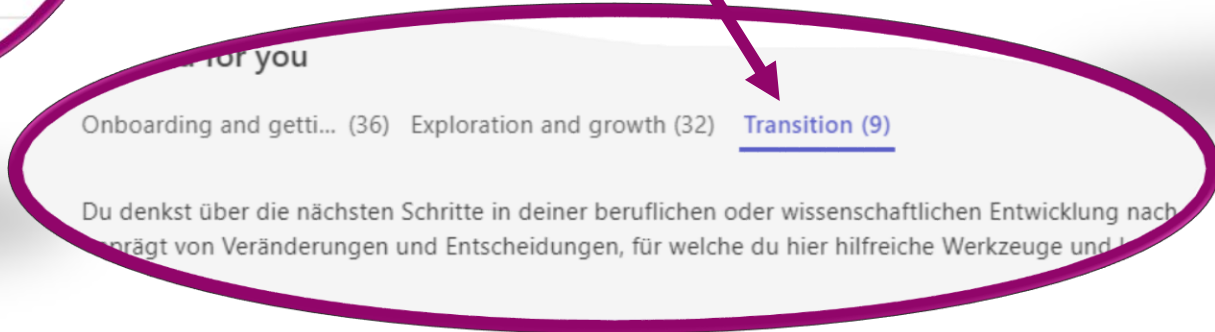 for you
Onboarding and getti... (36) Exploration and growth (32) Transition (9)
Du denkst über die nächsten Schritte in deiner beruflichen oder wissenschaftlichen Entwicklung nach
von Veränderungen und Entscheidungen, für welche du hier hilfreiche Werkzeuge und